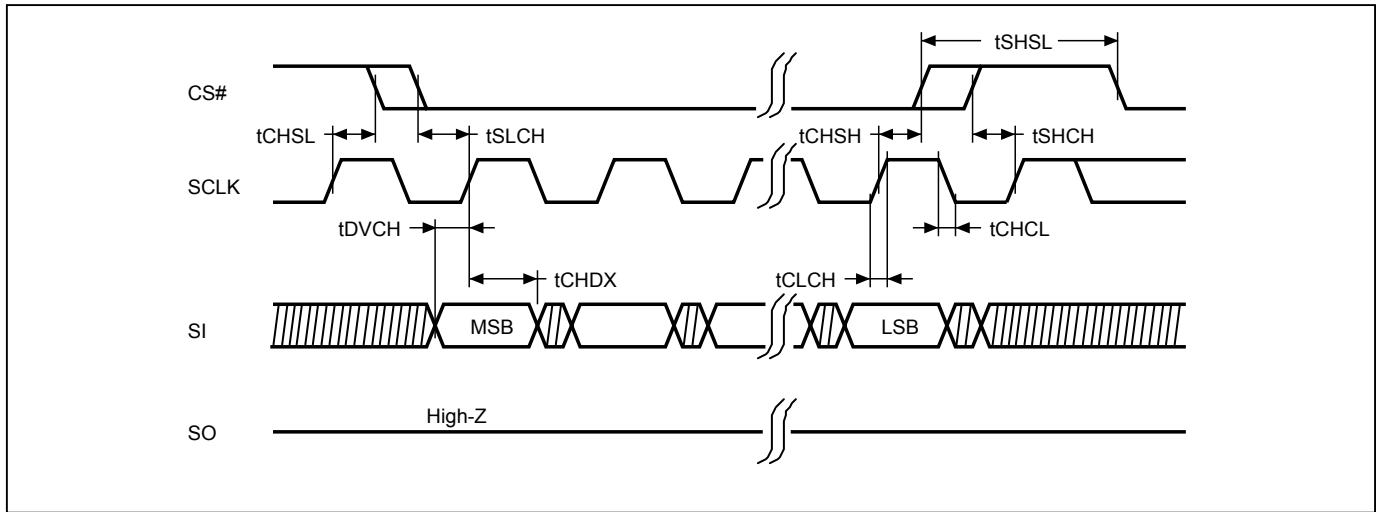 tSHSL
CS#
tCHSL
tSLCH
tCHSH
tSHCH
SCLK
tDVCH
tCHCL
tCHDX
tCLCH
SI
MSB
LSB
High-Z
SO